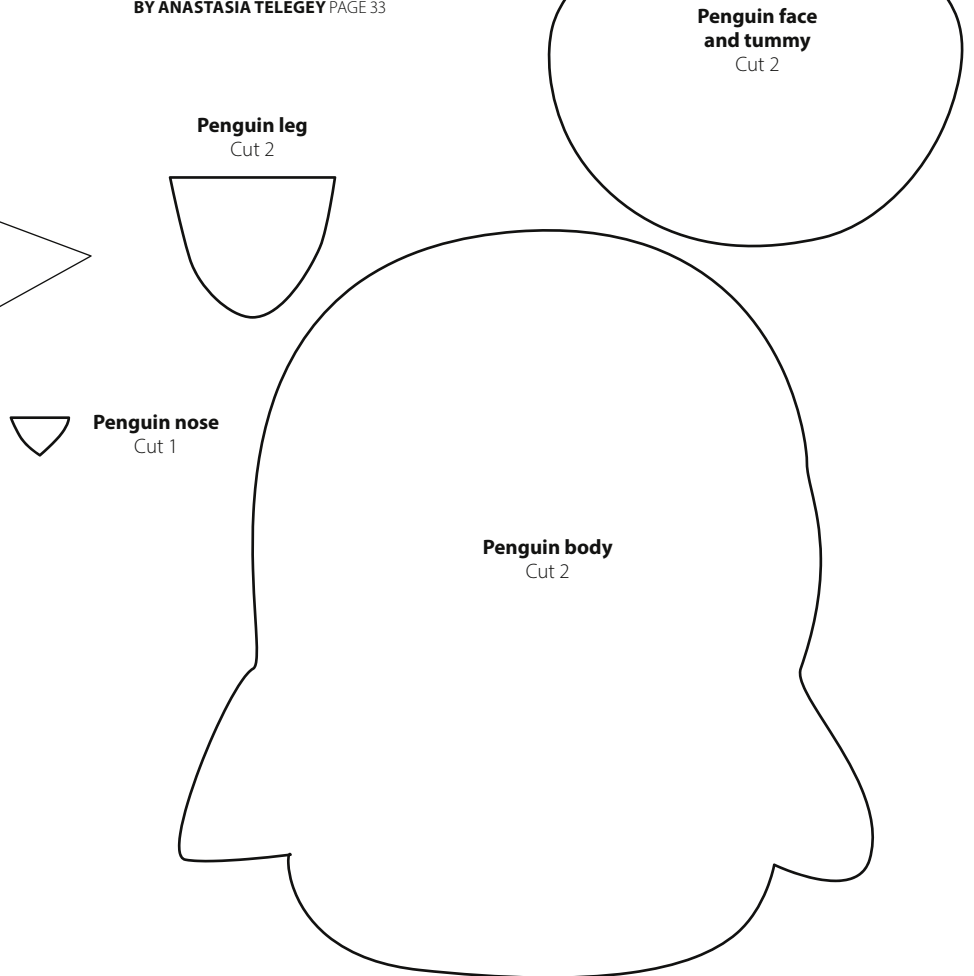 BY ANASTASIA TELEGEY PAGE 33
Penguin face
and tummy
Cut 2
Penguin leg
Cut 2
Penguin nose
Cut 1
Penguin body
Cut 2